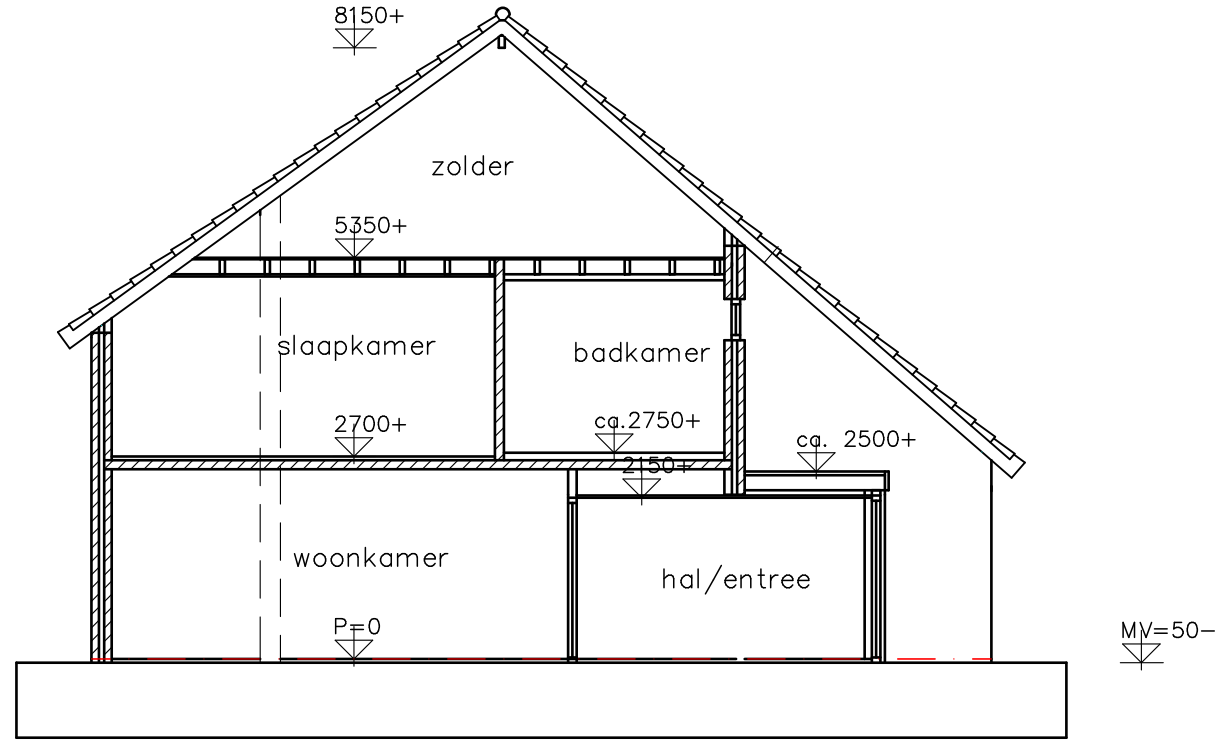 8150+
zolder
5350+
slaapkamer
badkamer
2700+
ca.2750+
ca. 2500+
2150+
woonkamer
hal/entree
P=0
MV=50-